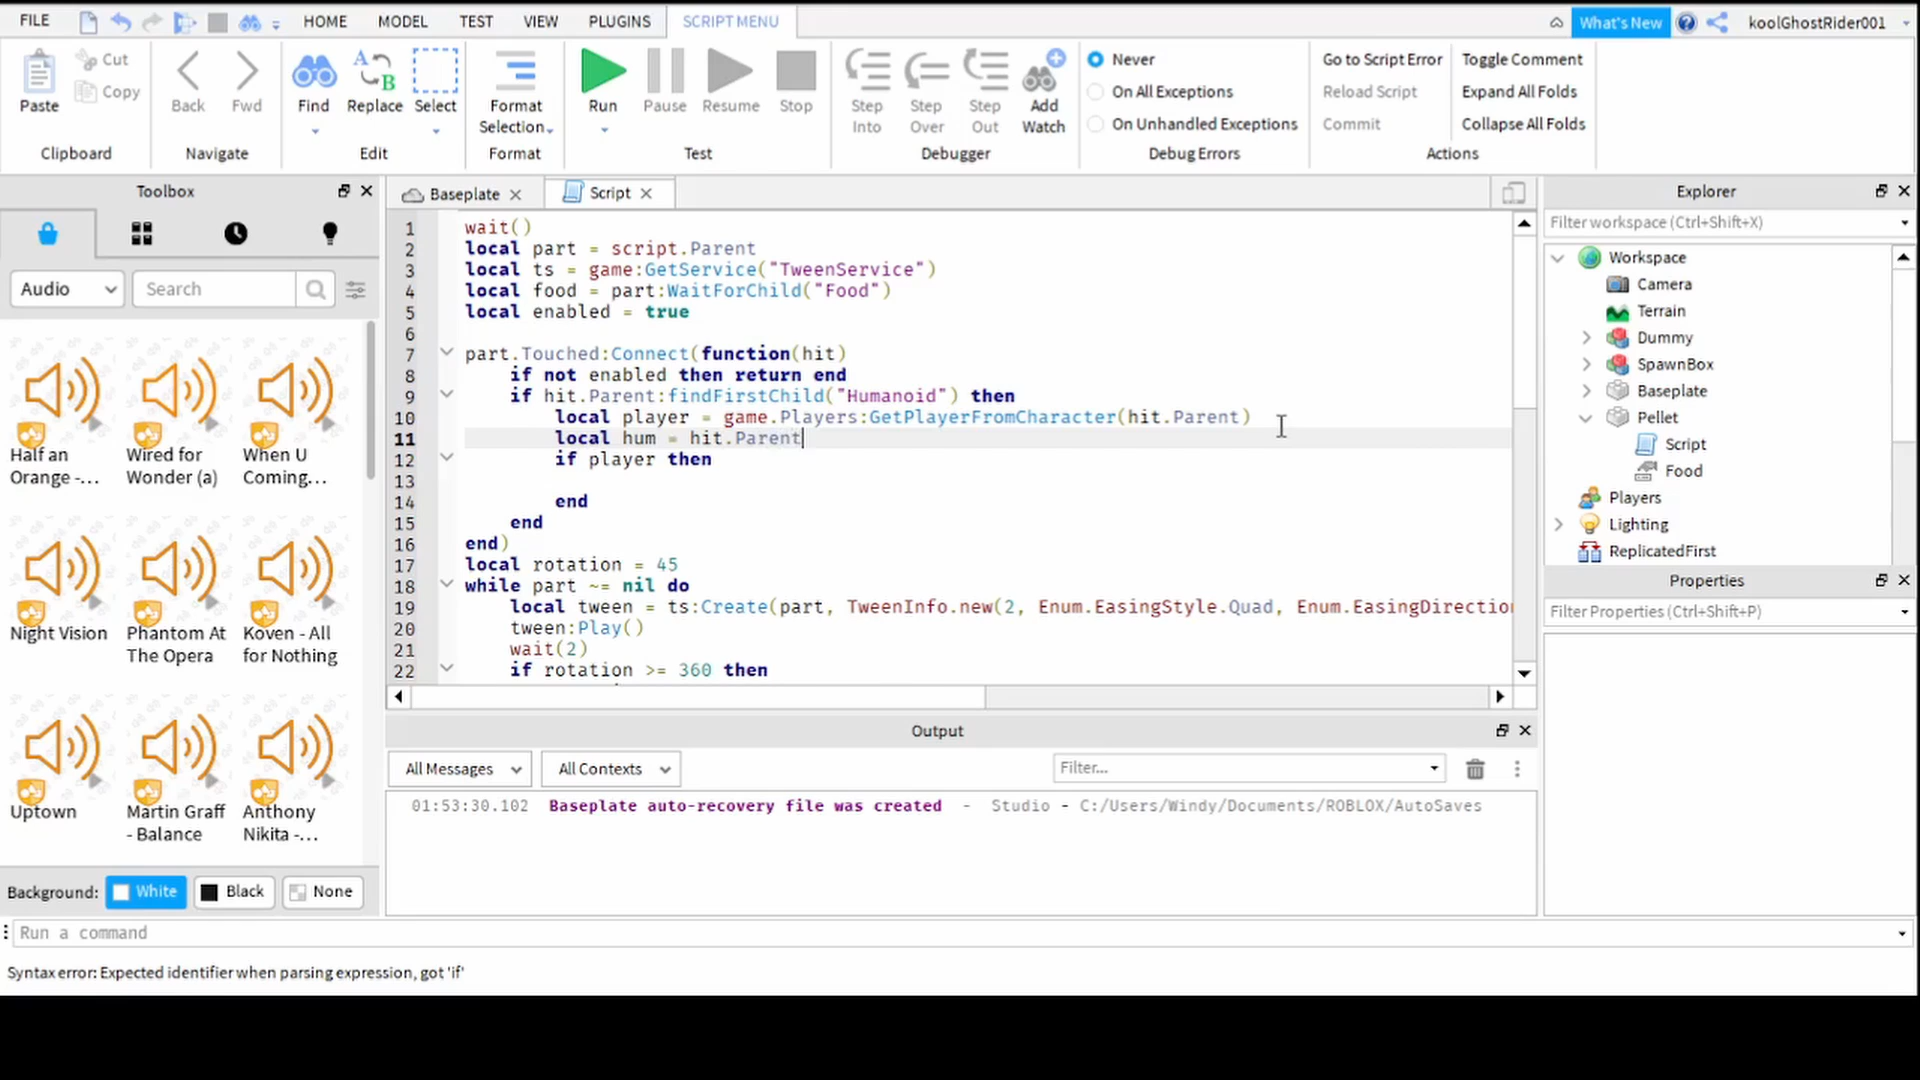 FILE
HOME
MODEL
TEST
VIEW
PLUGINS
SCRIPT MENU
What's New
koolGhostRider001
Paste
Cut
Copy
Clipboard
Back
Fwd
Navigate
Find
Replace
Select
Edit
Format
Selection
Format
Run
Pause
Resume
Stop
Test
Step
Into
Step
Over
Step
Out
Add
Watch
Debugger
Never
On All Exceptions
On Unhandled Exceptions
Debug Errors
Go to Script Error
Reload Script
Commit
Toggle Comment
Expand All Folds
Collapse All Folds
Actions
Toolbox
Audio
Search
Half an
Orange -...
Wired for
Wonder (a)
When U
Coming...
Night Vision
Phantom At
The Opera
Koven - All
for Nothing
Uptown
Martin Graff
- Balance
Anthony
Nikita -...
Background:
White
Black
None
Baseplate
Script
1 wait()
2 local part = script.Parent
3 local ts = game:GetService("TweenService")
4 local food = part:WaitForChild("Food")
5 local enabled = true
6
7 part.Touched:Connect(function(hit)
8 if not enabled then return end
9 if hit.Parent:findFirstChild("Humanoid") then
10 local player = game.Players:GetPlayerFromCharacter(hit.Parent)
11 local hum = hit.Parent
12 if player then
13
14 end
15 end
16 end)
17 local rotation = 45
18 while part ~= nil do
19 local tween = ts:Create(part, TweenInfo.new(2, Enum.EasingStyle.Quad, Enum.EasingDirection
20 tween:Play()
21 wait(2)
22 if rotation >= 360 then
Output
All Messages
All Contexts
Filter...
01:53:30.102 Baseplate auto-recovery file was created - Studio - C:/Users/Windy/Documents/ROBLOX/AutoSaves
Explorer
Filter workspace (Ctrl+Shift+X)
Workspace
Camera
Terrain
Dummy
SpawnBox
Baseplate
Pellet
Script
Food
Players
Lighting
ReplicatedFirst
Properties
Filter Properties (Ctrl+Shift+P)
Run a command
Syntax error: Expected identifier when parsing expression, got 'if'